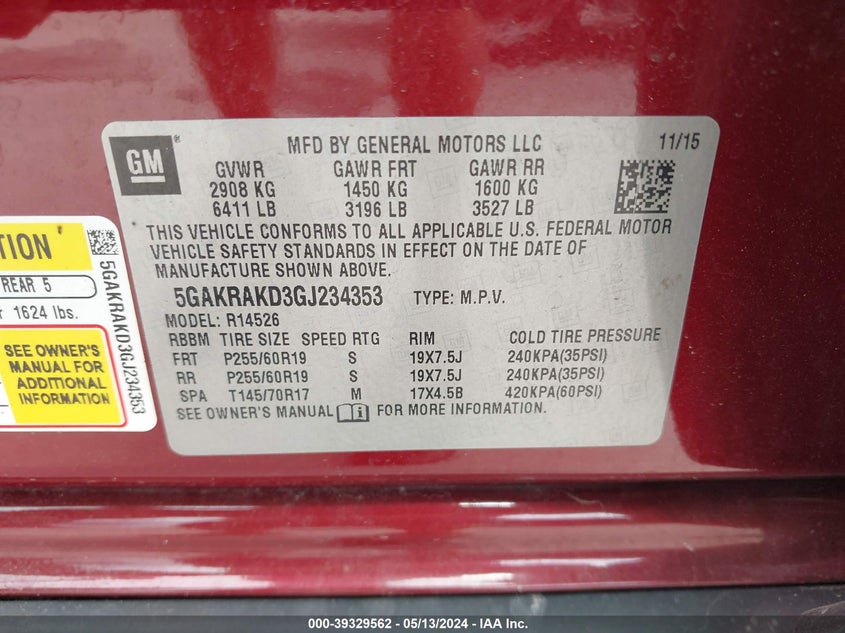 GM
MFD BY GENERAL MOTORS LLC 11/15
GVWR GAWR FRT GAWR RR
2908 KG 1450 KG 1600 KG
6411 LB 3196 LB 3527 LB
THIS VEHICLE CONFORMS TO ALL APPLICABLE U.S. FEDERAL MOTOR
VEHICLE SAFETY STANDARDS IN EFFECT ON THE DATE OF
MANUFACTURE SHOWN ABOVE.
5GAKRAKD3GJ234353 TYPE: M.P.V.
MODEL: R14526
RBBM TIRE SIZE SPEED RTG RIM COLD TIRE PRESSURE
FRT P255/60R19 S 19X7.5J 240KPA(35PSI)
RR P255/60R19 S 19X7.5J 240KPA(35PSI)
SPA T145/70R17 M 17X4.5B 420KPA(60PSI)
SEE OWNER'S MANUAL i FOR MORE INFORMATION.
REAR 5
1624 lbs.
SEE OWNER'S
MANUAL FOR
ADDITIONAL
INFORMATION
5GAKRAKD3GJ234353
000-39329562 - 05/13/2024 - IAA Inc.